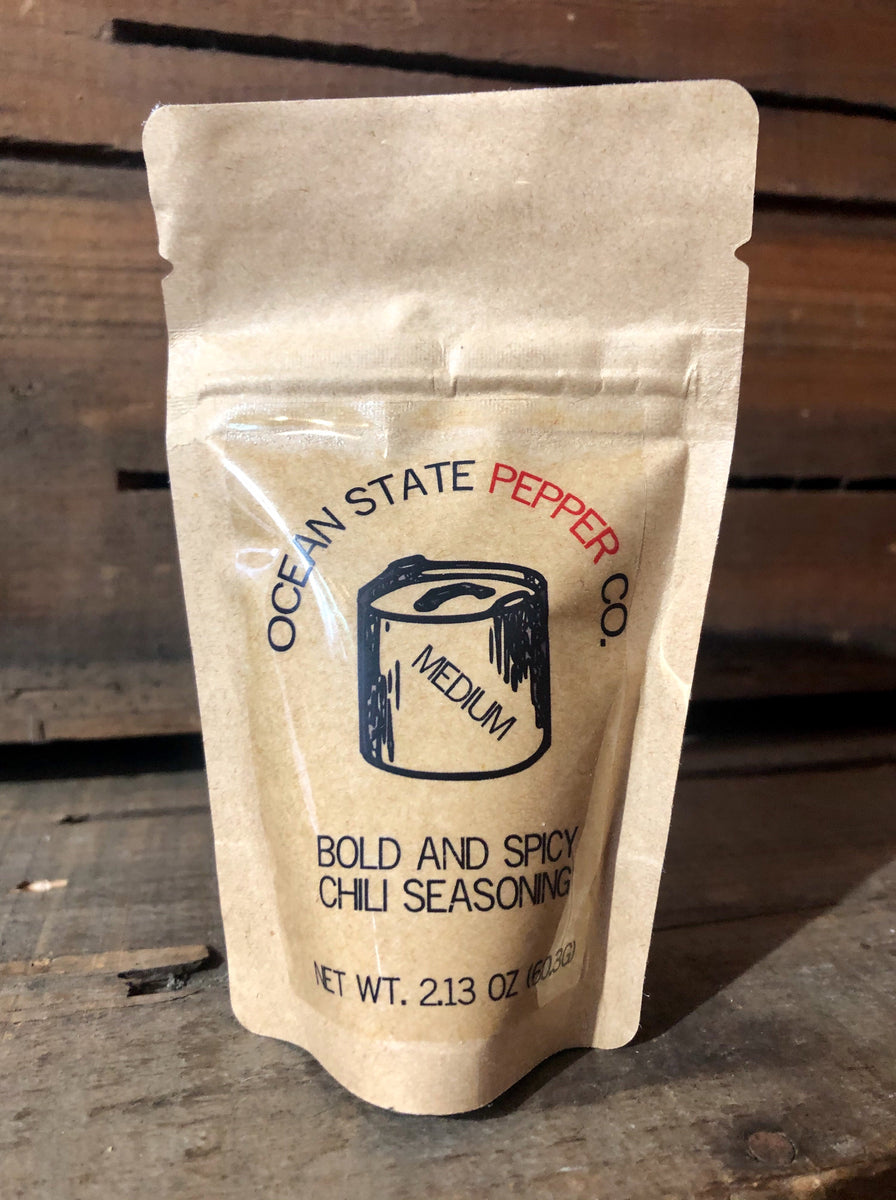 OCEAN STATE PEPPER CO.
MEDIUM
BOLD AND SPICY
CHILI SEASONING
NET WT. 2.13 OZ (60.3G)